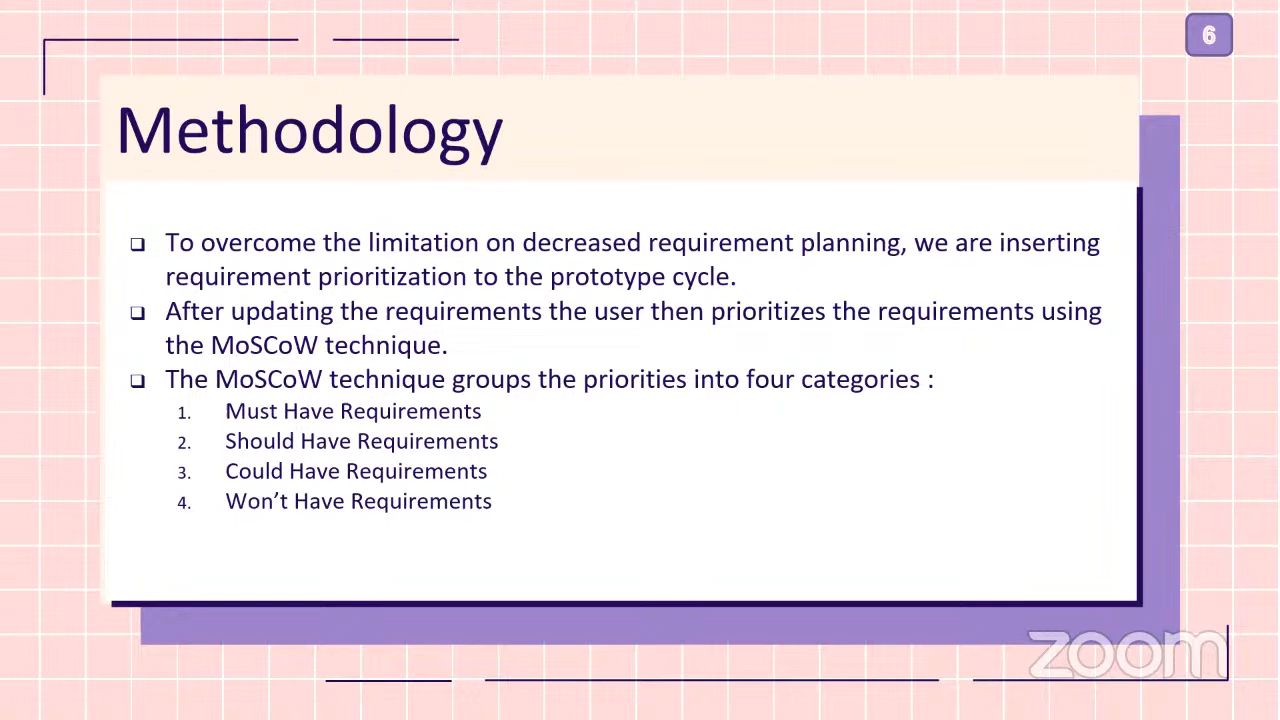 6
Methodology
❑ To overcome the limitation on decreased requirement planning, we are inserting
requirement prioritization to the prototype cycle.
❑ After updating the requirements the user then prioritizes the requirements using
the MoSCoW technique.
❑ The MoSCoW technique groups the priorities into four categories :
1. Must Have Requirements
2. Should Have Requirements
3. Could Have Requirements
4. Won’t Have Requirements
zoom